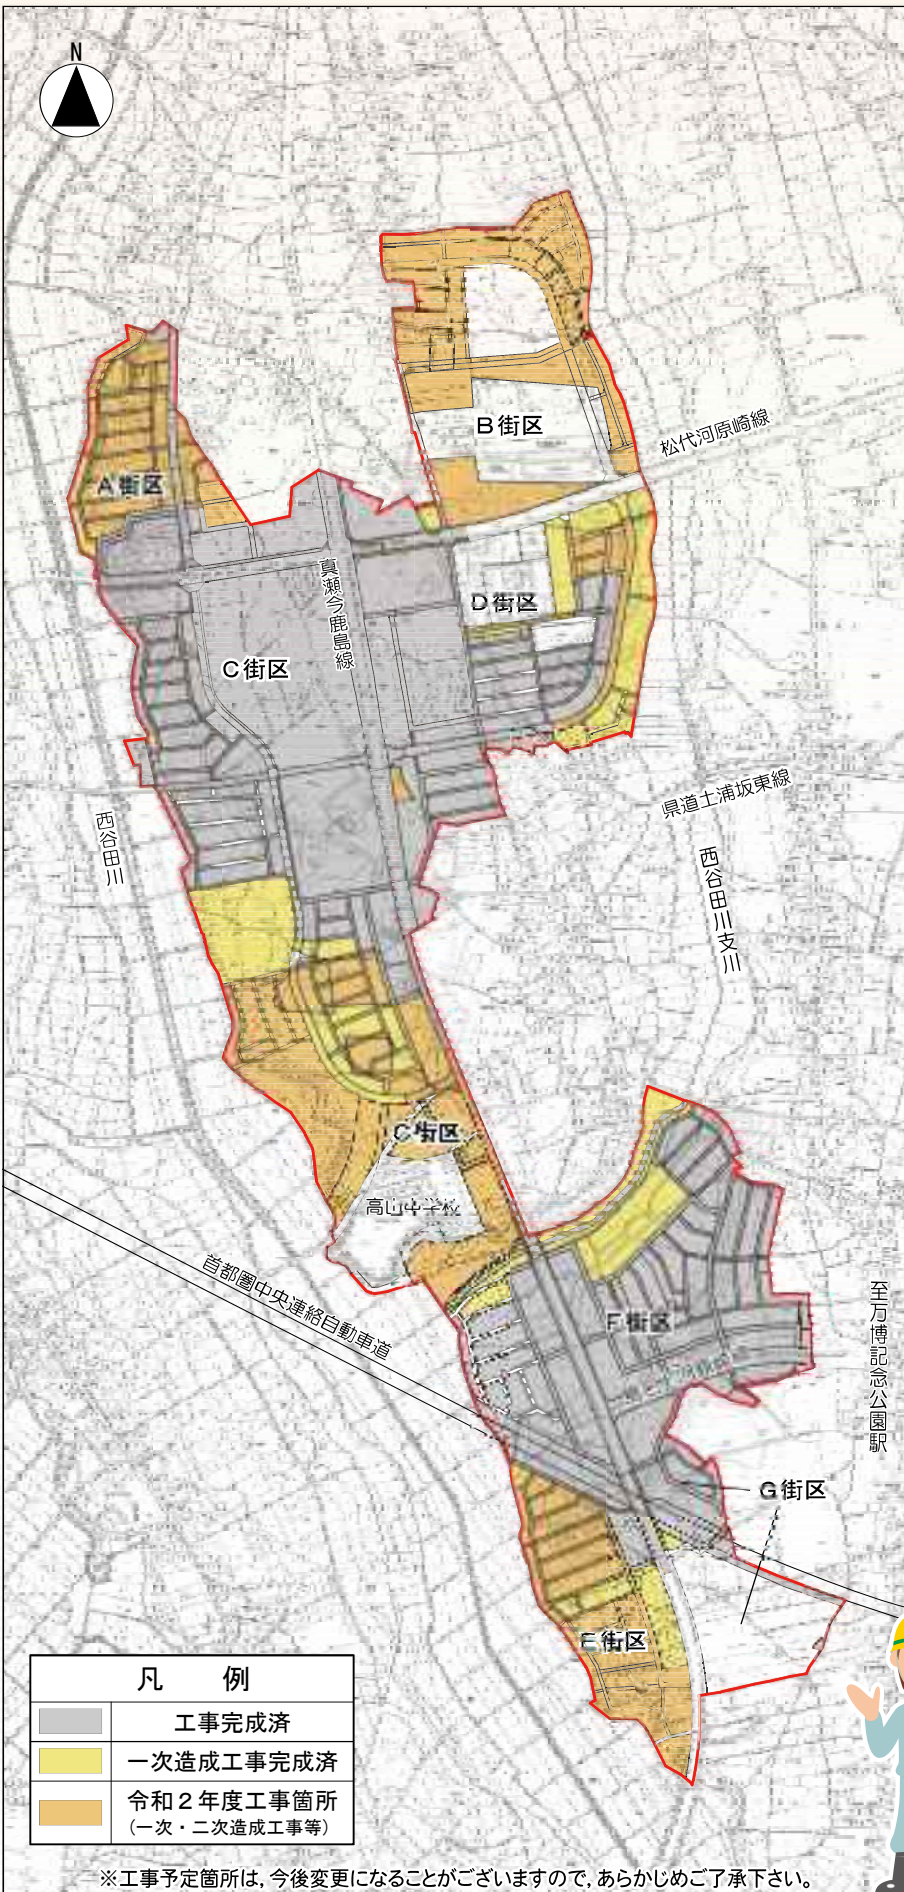 N
B街区
松代河原崎線
A街区
真瀬今鹿島線
D街区
C街区
県道土浦坂東線
西谷田川
西谷田川支川
C街区
高山中学校
首都圏中央連絡自動車道
F街区
至万博記念公園駅
G街区
E街区
凡 例
工事完成済
一次造成工事完成済
令和2年度工事箇所
(一次・二次造成工事等)
※工事予定箇所は,今後変更になることがございますので,あらかじめご了承下さい。